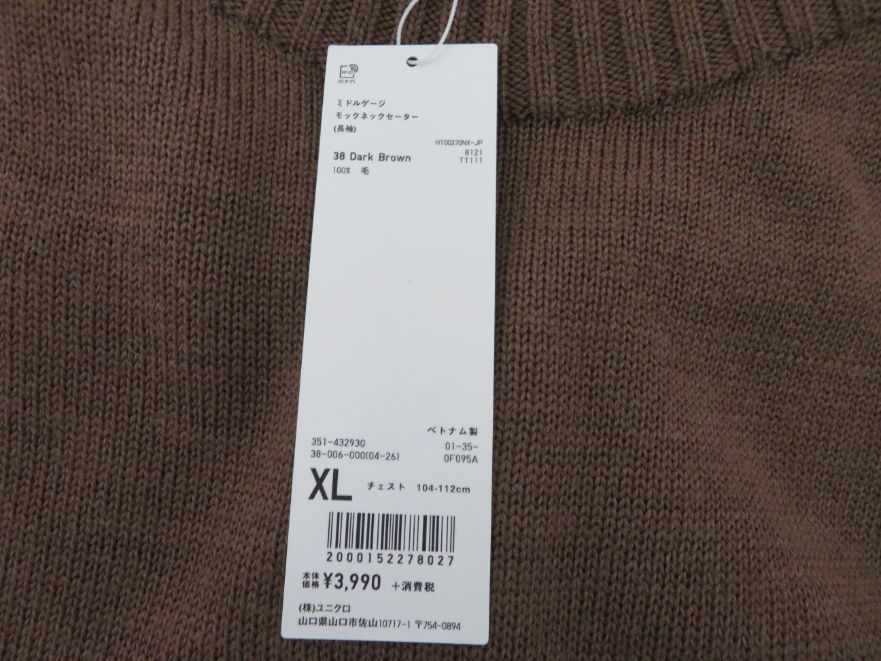 ミドルゲージ
モックネックセーター
(長袖)
HT00270NX-JP
38 Dark Brown 8121
100% 毛 TT111
ベトナム製
351-432930 01-35-
38-006-000(04-26) 0F095A
XL チェスト 104-112cm
2000152278027
本体価格 ¥3,990 +消費税
(株)ユニクロ
山口県山口市佐山10717-1 〒754-0894